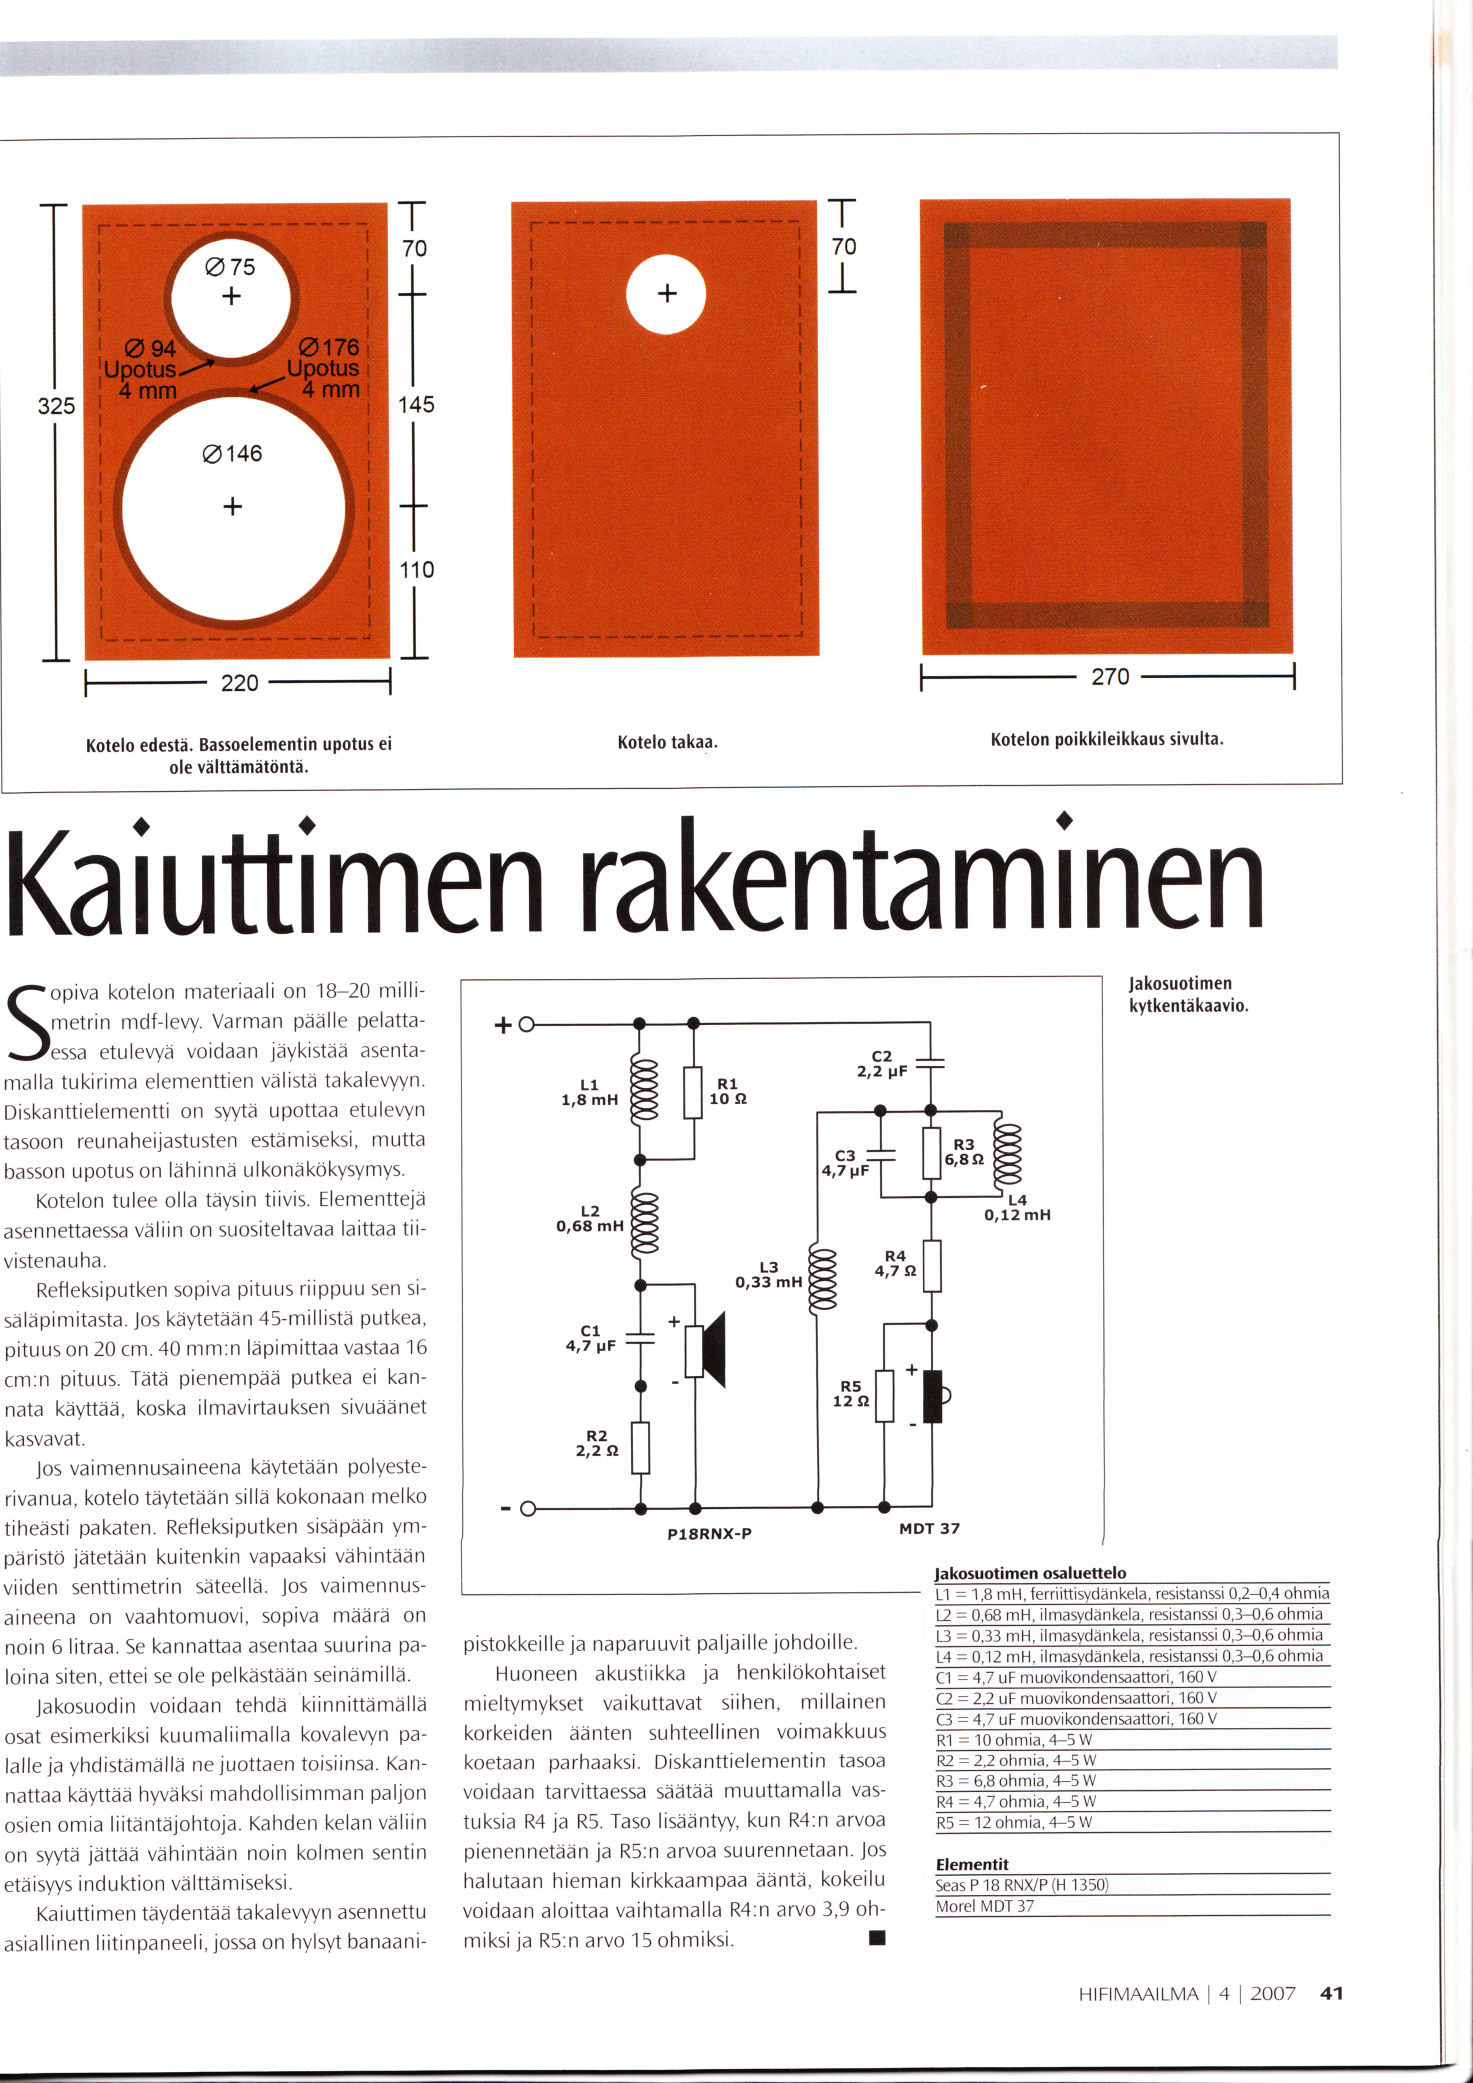 Ø 75
70
Ø 94
Upotus
4 mm
Ø176
Upotus
4 mm
325
145
Ø146
110
220
Kotelo edestä. Bassoelementin upotus ei
ole välttämätöntä.
70
Kotelo takaa.
270
Kotelon poikkileikkaus sivulta.
Kaiuttimen rakentaminen
Sopiva kotelon materiaali on 18–20 milli-
metrin mdf-levy. Varman päälle pelatta-
essa etulevyä voidaan jäykistää asenta-
malla tukirima elementtien välistä takalevyyn.
Diskanttielementti on syytä upottaa etulevyn
tasoon reunaheijastusten estämiseksi, mutta
basson upotus on lähinnä ulkonäkökysymys.
Kotelon tulee olla täysin tiivis. Elementtejä
asennettaessa väliin on suositeltavaa laittaa tii-
vistenauha.
Refleksiputken sopiva pituus riippuu sen si-
säläpimitasta. Jos käytetään 45-millistä putkea,
pituus on 20 cm. 40 mm:n läpimittaa vastaa 16
cm:n pituus. Tätä pienempää putkea ei kan-
nata käyttää, koska ilmavirtauksen sivuäänet
kasvavat.
Jos vaimennusaineena käytetään polyeste-
rivanua, kotelo täytetään sillä kokonaan melko
tiheästi pakaten. Refleksiputken sisäpään ym-
päristö jätetään kuitenkin vapaaksi vähintään
viiden senttimetrin säteellä. Jos vaimennus-
aineena on vaahtomuovi, sopiva määrä on
noin 6 litraa. Se kannattaa asentaa suurina pa-
loina siten, ettei se ole pelkästään seinämillä.
Jakosuodin voidaan tehdä kiinnittämällä
osat esimerkiksi kuumaliimalla kovalevyn pa-
lalle ja yhdistämällä ne juottaen toisiinsa. Kan-
nattaa käyttää hyväksi mahdollisimman paljon
osien omia liitäntäjohtoja. Kahden kelan väliin
on syytä jättää vähintään noin kolmen sentin
etäisyys induktion välttämiseksi.
Kaiuttimen täydentää takalevyyn asennettu
asiallinen liitinpaneeli, jossa on hylsyt banaani-
Jakosuotimen
kytkentäkaavio.
+
L1
1,8 mH
R1
10 Ω
C2
2,2 µF
C3
4,7 µF
R3
6,8 Ω
L4
0,12 mH
L2
0,68 mH
L3
0,33 mH
R4
4,7 Ω
C1
4,7 µF
+
-
R5
12 Ω
+
-
R2
2,2 Ω
-
P18RNX-P
MDT 37
pistokkeille ja naparuuvit paljaille johdoille.
Huoneen akustiikka ja henkilökohtaiset
mieltymykset vaikuttavat siihen, millainen
korkeiden äänten suhteellinen voimakkuus
koetaan parhaaksi. Diskanttielementin tasoa
voidaan tarvittaessa säätää muuttamalla vas-
tuksia R4 ja R5. Taso lisääntyy, kun R4:n arvoa
pienennetään ja R5:n arvoa suurennetaan. Jos
halutaan hieman kirkkaampaa ääntä, kokeilu
voidaan aloittaa vaihtamalla R4:n arvo 3,9 oh-
miksi ja R5:n arvo 15 ohmiksi.
Jakosuotimen osaluettelo
L1 = 1,8 mH, ferriittisydänkela, resistanssi 0,2–0,4 ohmia
L2 = 0,68 mH, ilmasydänkela, resistanssi 0,3–0,6 ohmia
L3 = 0,33 mH, ilmasydänkela, resistanssi 0,3–0,6 ohmia
L4 = 0,12 mH, ilmasydänkela, resistanssi 0,3–0,6 ohmia
C1 = 4,7 uF muovikondensaattori, 160 V
C2 = 2,2 uF muovikondensaattori, 160 V
C3 = 4,7 uF muovikondensaattori, 160 V
R1 = 10 ohmia, 4–5 W
R2 = 2,2 ohmia, 4–5 W
R3 = 6,8 ohmia, 4–5 W
R4 = 4,7 ohmia, 4–5 W
R5 = 12 ohmia, 4–5 W
Elementit
Seas P 18 RNX/P (H 1350)
Morel MDT 37
HIFIMAAILMA | 4 | 2007 41